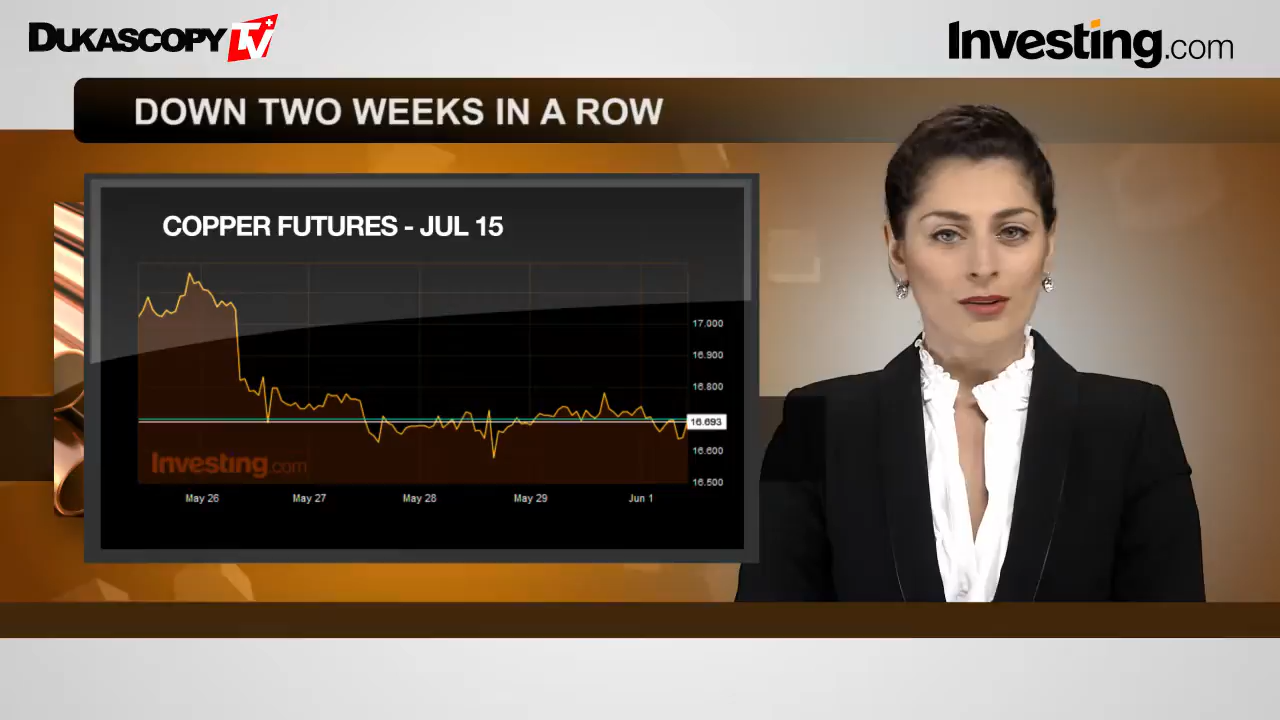 DUKASCOPY TV
Investing.com
DOWN TWO WEEKS IN A ROW
COPPER FUTURES - JUL 15
17.000
16.900
16.800
16.693
16.600
16.500
Investing.com
May 26
May 27
May 28
May 29
Jun 1